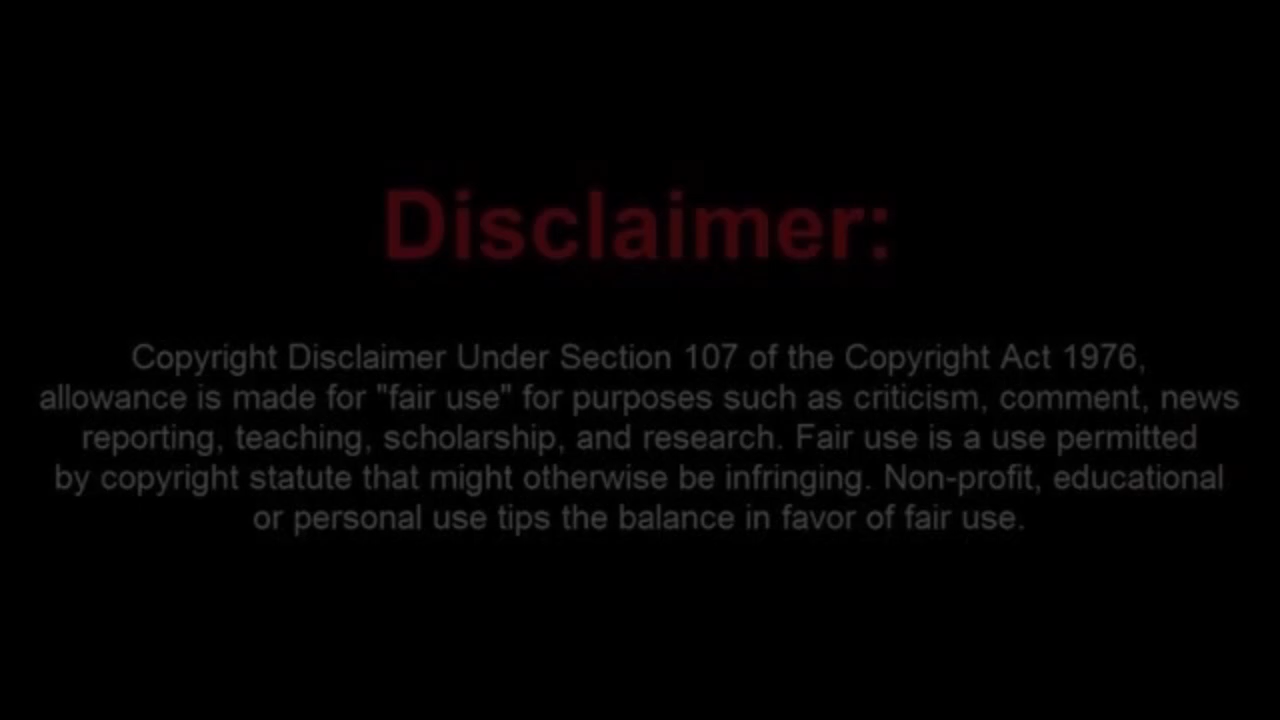 Disclaimer:
Copyright Disclaimer Under Section 107 of the Copyright Act 1976,
allowance is made for "fair use" for purposes such as criticism, comment, news
reporting, teaching, scholarship, and research. Fair use is a use permitted
by copyright statute that might otherwise be infringing. Non-profit, educational
or personal use tips the balance in favor of fair use.